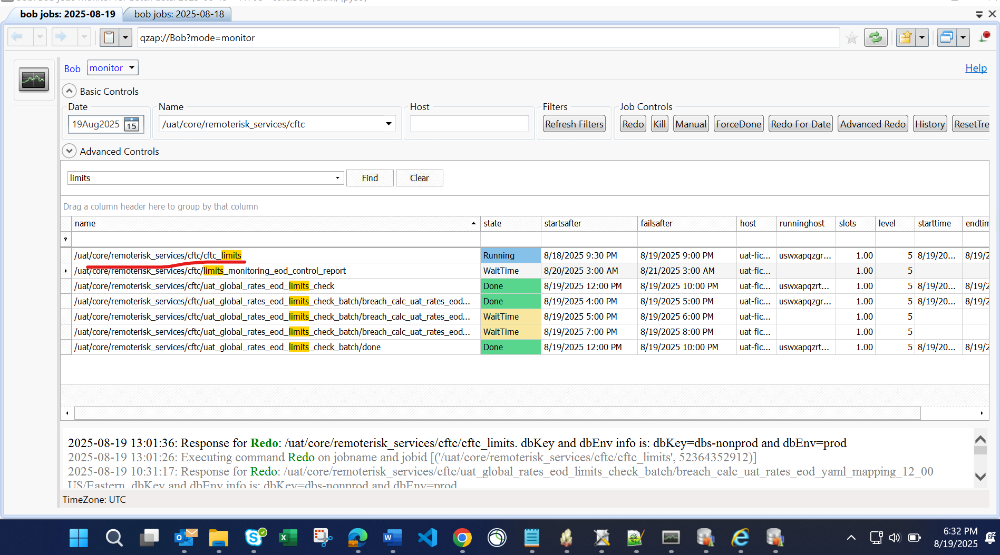 bob jobs: 2025-08-19
bob jobs: 2025-08-18
qzap://Bob?mode=monitor
Bob monitor
Help
Basic Controls
Date Name Host Filters Job Controls
19Aug2025 15 /uat/core/remoterisk_services/cftc Refresh Filters Redo Kill Manual ForceDone Redo For Date Advanced Redo History ResetTre
Advanced Controls
limits Find Clear
Drag a column header here to group by that column
name state startsafter failsafter host runninghost slots level starttime endtim
/uat/core/remoterisk_services/cftc/cftc_limits Running 8/18/2025 9:30 PM 8/19/2025 9:00 PM uat-fic... uswxapqzgr... 1.00 5 8/19/20... 8/19/2
/uat/core/remoterisk_services/cftc/limits_monitoring_eod_control_report WaitTime 8/20/2025 3:00 AM 8/21/2025 3:00 AM uat-fic... 1.00 5
/uat/core/remoterisk_services/cftc/uat_global_rates_eod_limits_check Done 8/19/2025 12:00 PM 8/19/2025 10:00 PM uat-fic... uswxapqzrt... 1.00 5 8/19/20... 8/19/2
/uat/core/remoterisk_services/cftc/uat_global_rates_eod_limits_check_batch/breach_calc_uat_rates_eod... Done 8/19/2025 4:00 PM 8/19/2025 5:00 PM uat-fic... uswxapqzgr... 1.00 5 8/19/20... 8/19/2
/uat/core/remoterisk_services/cftc/uat_global_rates_eod_limits_check_batch/breach_calc_uat_rates_eod... WaitTime 8/19/2025 5:00 PM 8/19/2025 6:00 PM uat-fic... 1.00 5
/uat/core/remoterisk_services/cftc/uat_global_rates_eod_limits_check_batch/breach_calc_uat_rates_eod... WaitTime 8/19/2025 7:00 PM 8/19/2025 8:00 PM uat-fic... 1.00 5
/uat/core/remoterisk_services/cftc/uat_global_rates_eod_limits_check_batch/done Done 8/19/2025 12:00 PM 8/19/2025 10:00 PM uat-fic... uswxapqzrt... 1.00 5 8/19/20... 8/19/2
2025-08-19 13:01:36: Response for Redo: /uat/core/remoterisk_services/cftc/cftc_limits. dbKey and dbEnv info is: dbKey=dbs-nonprod and dbEnv=prod
2025-08-19 13:01:26: Executing command Redo on jobname and jobid [('/uat/core/remoterisk_services/cftc/cftc_limits', 52364352912)]
2025-08-19 10:31:17: Response for Redo: /uat/core/remoterisk_services/cftc/uat_global_rates_eod_limits_check_batch/breach_calc_uat_rates_eod_yaml_mapping_12_00
US/Eastern. dbKey and dbEnv info is: dbKey=dbs-nonprod and dbEnv=prod
TimeZone: UTC
6:32 PM
8/19/2025